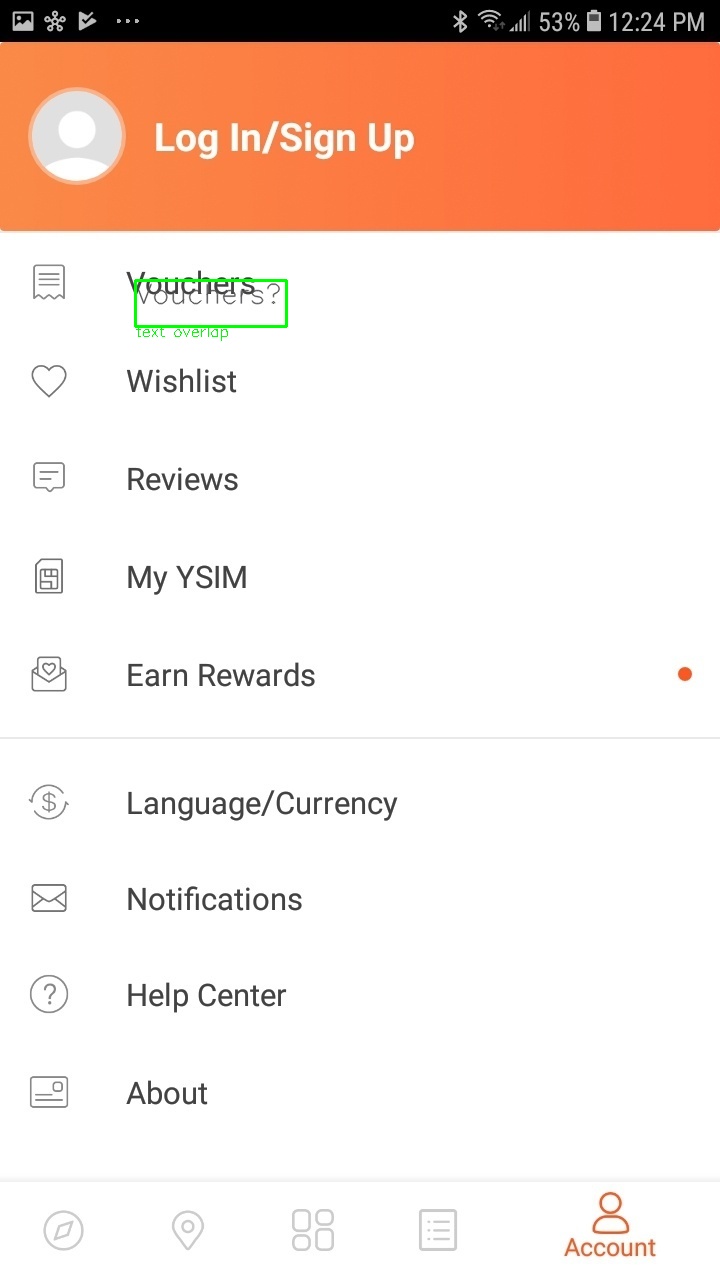 53% 12:24 PM
Log In/Sign Up
Vouchers
Vouchers?
text overlap
Wishlist
Reviews
My YSIM
Earn Rewards
Language/Currency
Notifications
Help Center
About
Account